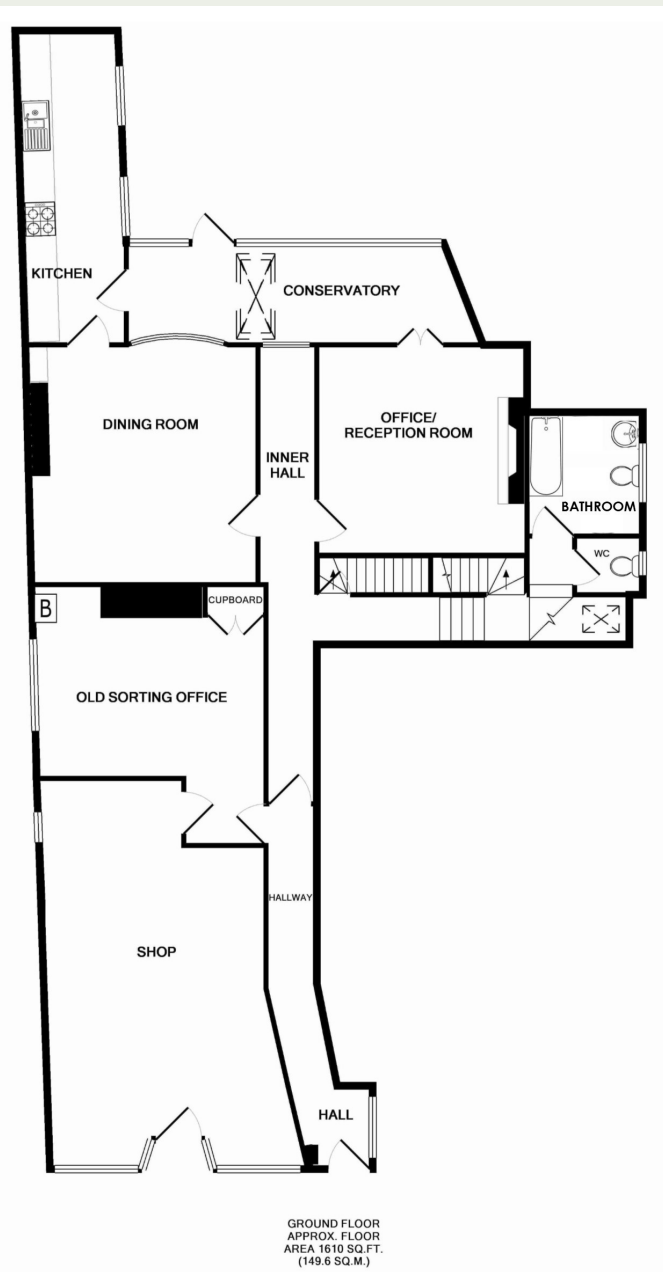 KITCHEN
CONSERVATORY
DINING ROOM
OFFICE/
RECEPTION ROOM
INNER
HALL
BATHROOM
WC
CUPBOARD
B
OLD SORTING OFFICE
HALLWAY
SHOP
HALL
GROUND FLOOR
APPROX. FLOOR
AREA 1610 SQ.FT.
(149.6 SQ.M.)